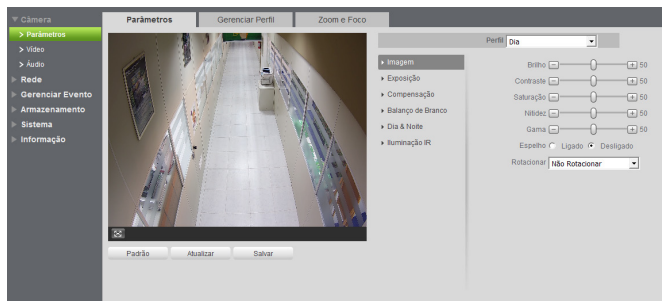 Câmera
Parâmetros
Vídeo
Áudio
Rede
Gerenciar Evento
Armazenamento
Sistema
Informação
Parâmetros
Gerenciar Perfil
Zoom e Foco
Padrão
Atualizar
Salvar
Perfil Dia
Imagem
Exposição
Compensação
Balanço de Branco
Dia & Noite
Iluminação IR
Brilho 50
Contraste 50
Saturação 50
Nitidez 50
Gama 50
Espelho Ligado Desligado
Rotacionar Não Rotacionar